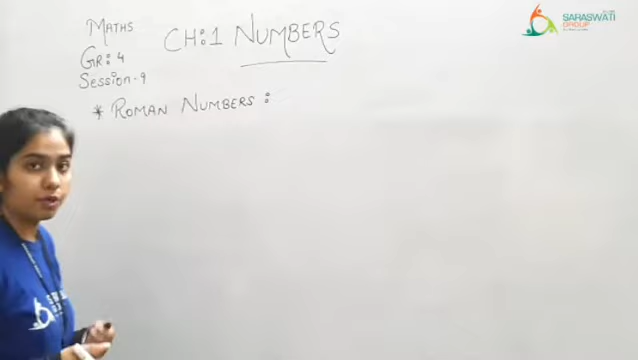 MATHS
CH:1 NUMBERS
GR: 4
Session-9
* ROMAN NUMBERS :
SARASWATI
GROUP